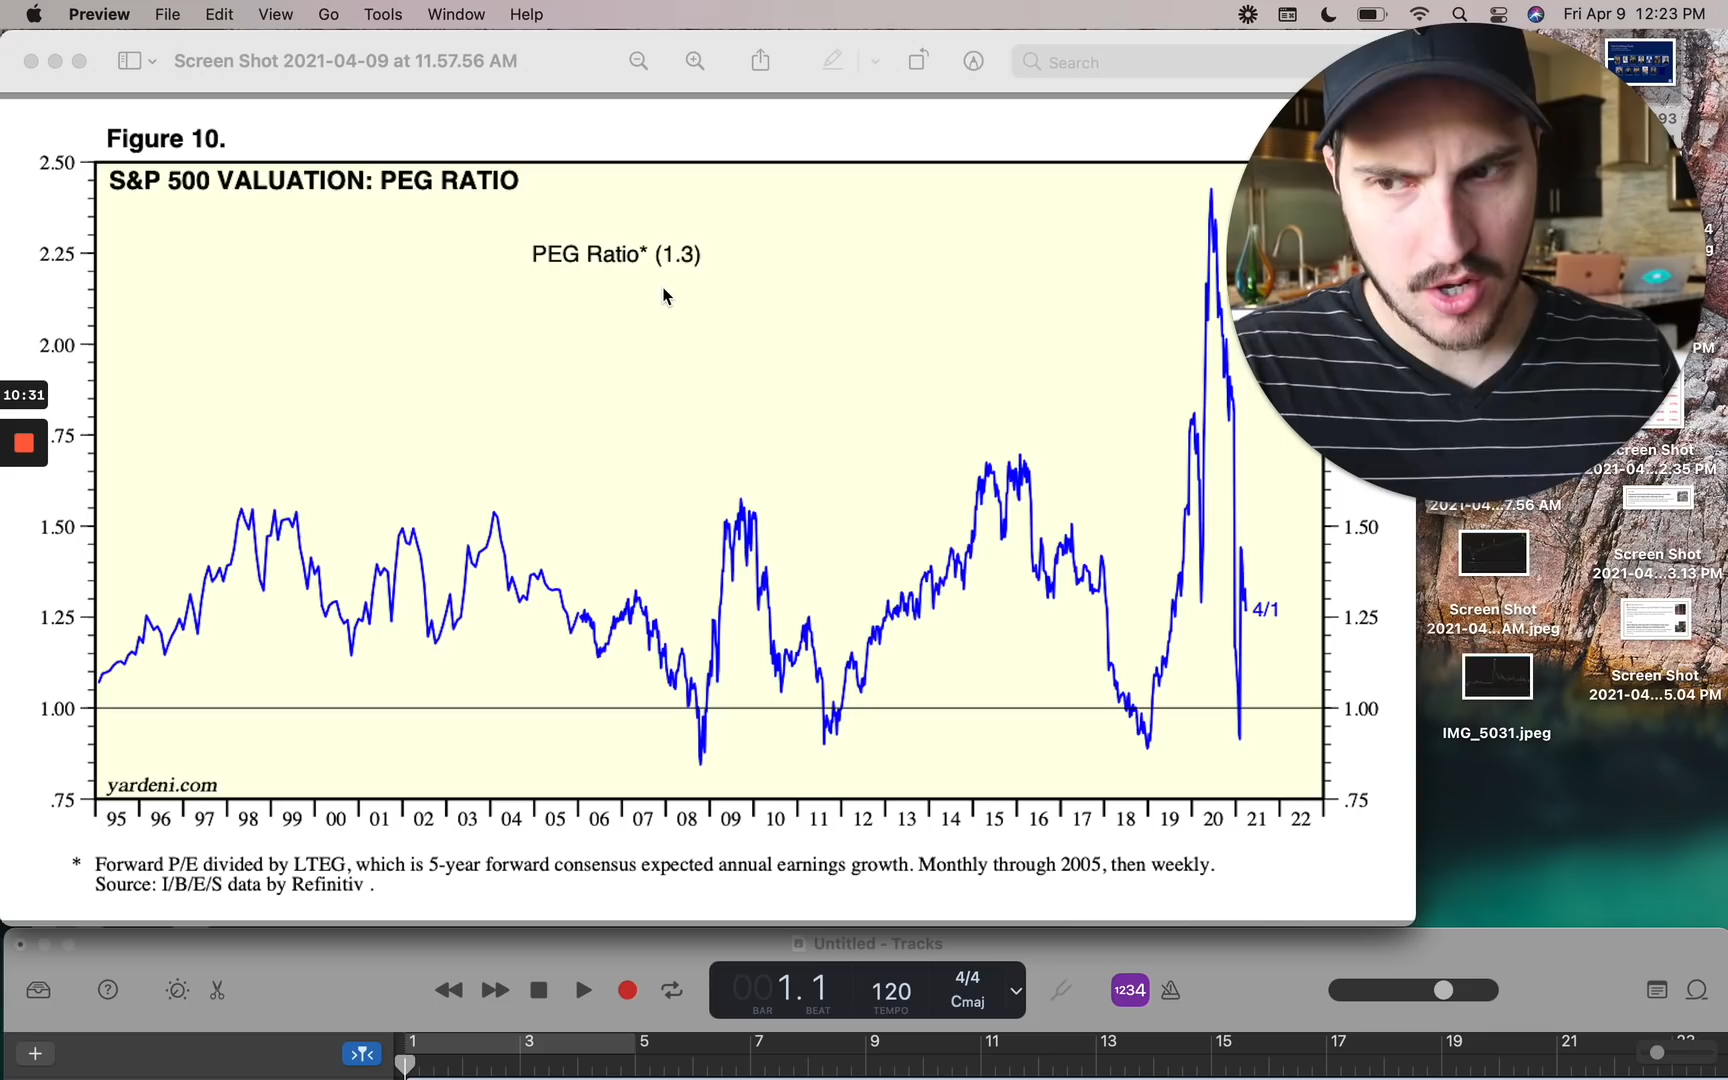 Preview File Edit View Go Tools Window Help Fri Apr 9 12:23 PM
Screen Shot 2021-04-09 at 11.57.56 AM
Search
93
Figure 10.
2.50
S&P 500 VALUATION: PEG RATIO
PEG Ratio* (1.3)
2.25
2.00
PM
10:31
.75
1.50
1.50
1.25
4/1
1.25
1.00
1.00
yardeni.com
.75
.75
95 96 97 98 99 00 01 02 03 04 05 06 07 08 09 10 11 12 13 14 15 16 17 18 19 20 21 22
* Forward P/E divided by LTEG, which is 5-year forward consensus expected annual earnings growth. Monthly through 2005, then weekly.
Source: I/B/E/S data by Refinitiv .
Screen Shot
2021-04...2:35 PM
2021-04...7.56 AM
Screen Shot
2021-04...3.13 PM
Screen Shot
2021-04...AM.jpeg
Screen Shot
2021-04...5.04 PM
IMG_5031.jpeg
Untitled - Tracks
001.1
120
4/4
Cmaj
BAR BEAT TEMPO
1234
1 3 5 7 9 11 13 15 17 19 21